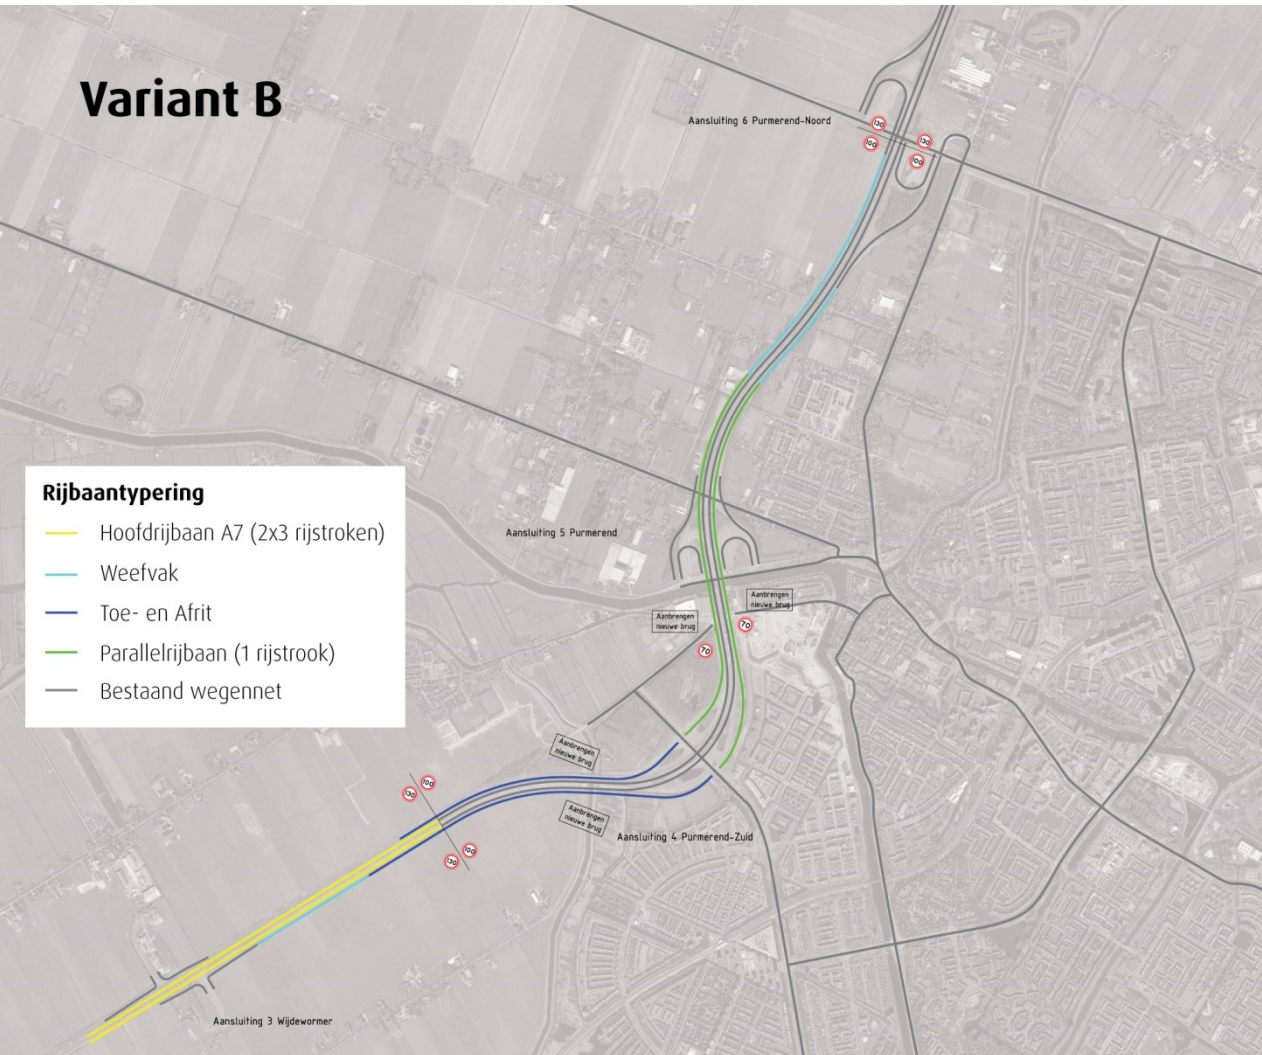 Variant B
Aansluiting 6 Purmerend-Noord
130
100
130
100
Rijbaantypering
Hoofdrijbaan A7 (2x3 rijstroken)
Weefvak
Toe- en Afrit
Parallelrijbaan (1 rijstrook)
Bestaand wegennet
Aansluiting 5 Purmerend
Aanbrengen
nieuwe brug
Aanbrengen
nieuwe brug
70
70
Aanbrengen
nieuwe brug
100
130
Aanbrengen
nieuwe brug
Aansluiting 4 Purmerend-Zuid
100
130
Aansluiting 3 Wijdewormer